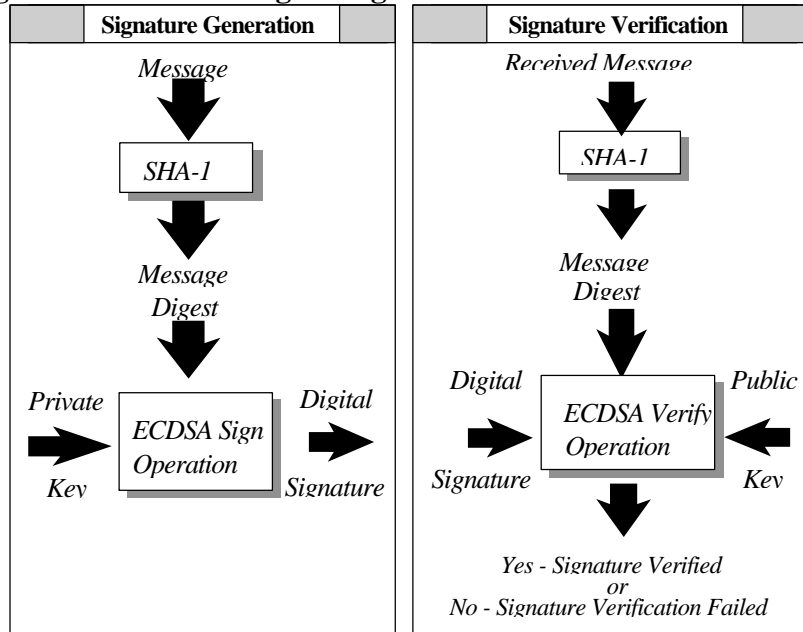 Signature Generation
Message
SHA-1
Message
Digest
Private
Key
ECDSA Sign
Operation
Digital
Signature
Signature Verification
Received Message
SHA-1
Message
Digest
Digital
Signature
ECDSA Verify
Operation
Public
Key
Yes - Signature Verified
or
No - Signature Verification Failed